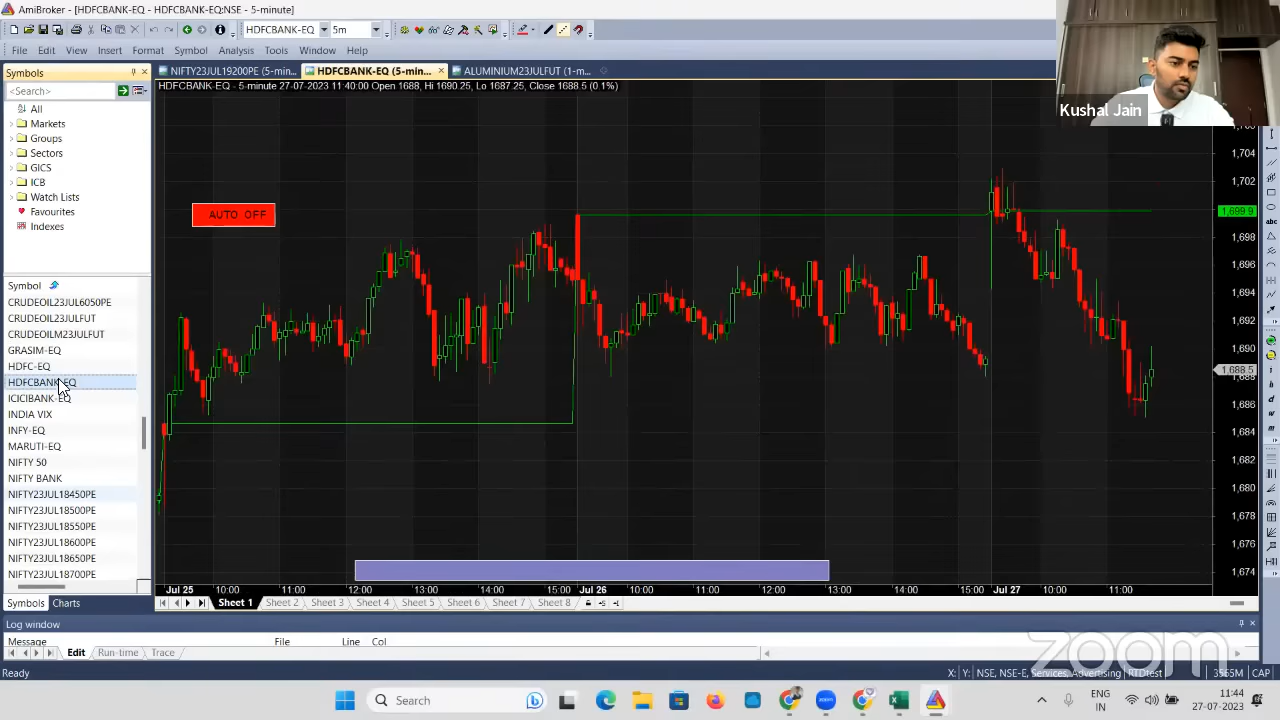 AmiBroker - [HDFCBANK-EQ - HDFCBANK-EQ:NSE - 5-minute]
HDFCBANK-EQ 5m
File Edit View Insert Format Symbol Analysis Tools Window Help
Kushal Jain
Symbols
NIFTY23JUL19200PE (5-min...
HDFCBANK-EQ (5-min...
ALUMINIUM23JULFUT (1-m...
HDFCBANK-EQ - 5-minute 27-07-2023 11:40:00 Open 1688, Hi 1690.25, Lo 1687.25, Close 1688.5 (0.1%)
<Search>
All
Markets
Groups
Sectors
GICS
ICB
Watch Lists
Favourites
Indexes
AUTO OFF
Symbol
CRUDEOIL23JUL6050PE
CRUDEOIL23JULFUT
CRUDEOILM23JULFUT
GRASIM-EQ
HDFC-EQ
HDFCBANK-EQ
ICICIBANK-EQ
INDIA VIX
INFY-EQ
MARUTI-EQ
NIFTY 50
NIFTY BANK
NIFTY23JUL18450PE
NIFTY23JUL18500PE
NIFTY23JUL18550PE
NIFTY23JUL18600PE
NIFTY23JUL18650PE
NIFTY23JUL18700PE
1,704
1,702
1,699.9
1,698
1,696
1,694
1,692
1,690
1,688.5
1,686
1,684
1,682
1,680
1,678
1,676
1,674
abc
i
b
d
w
m
Jul 25 10:00 11:00 12:00 13:00 14:00 15:00 Jul 26 10:00 11:00 12:00 13:00 14:00 15:00 Jul 27 10:00 11:00
Symbols Charts
Sheet 1 Sheet 2 Sheet 3 Sheet 4 Sheet 5 Sheet 6 Sheet 7 Sheet 8
Log window
Message File Line Col
Edit Run-time Trace
zoom
Ready
X: Y: NSE, NSE-E, Services, Advertising RTDtest 3565M CAP
Search
ENG
IN
11:44
27-07-2023